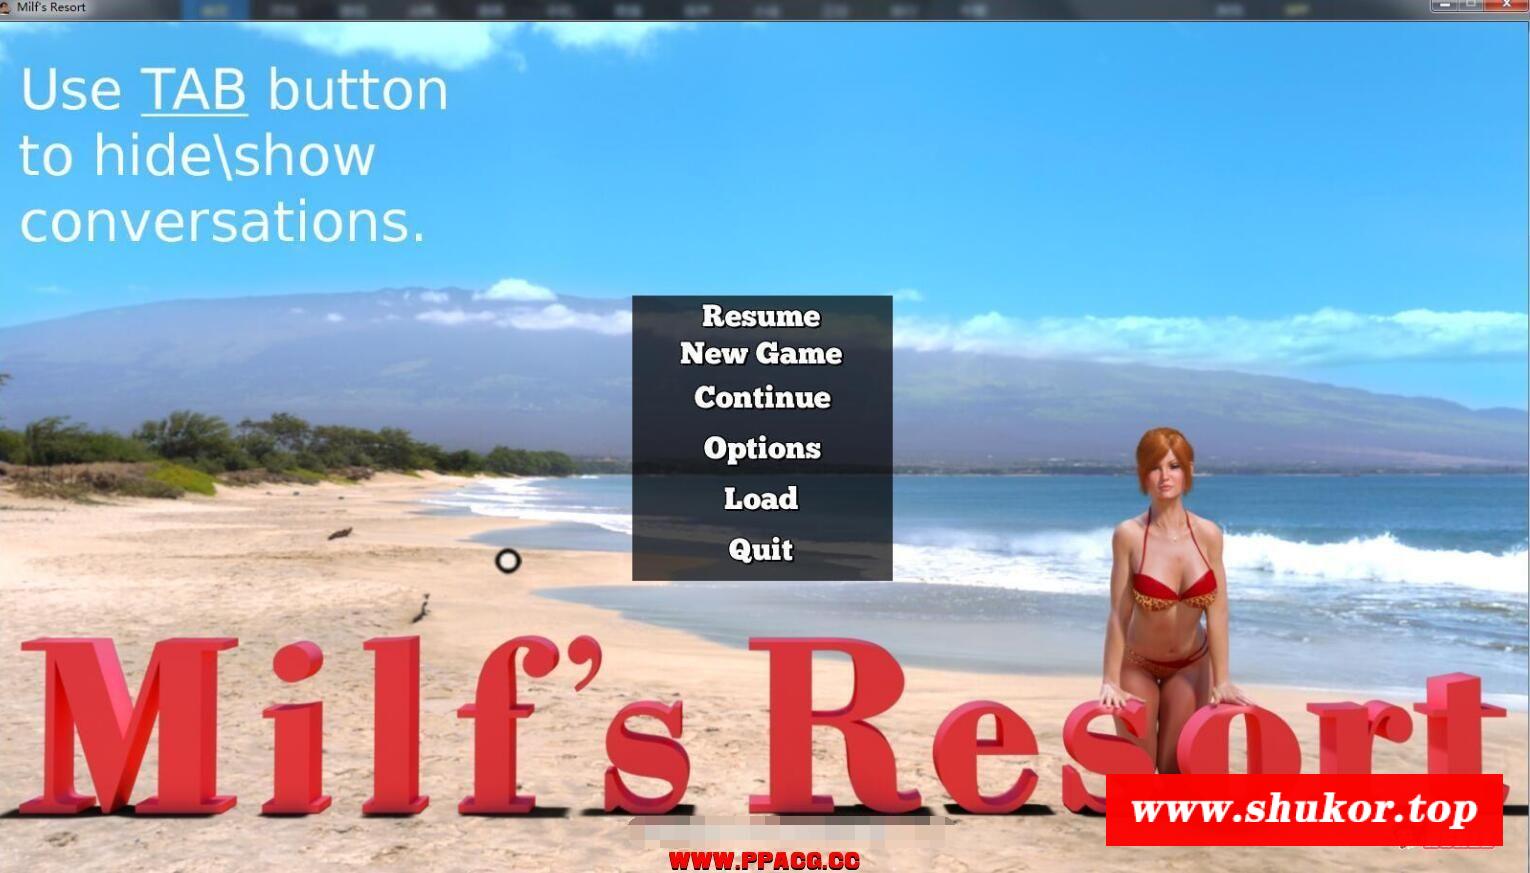 Milf's Resort
Use TAB button
to hide\show
conversations.
Resume
New Game
Continue
Options
Load
Quit
Milf's Resort
www.shukor.top
WWW.PPACG.CC